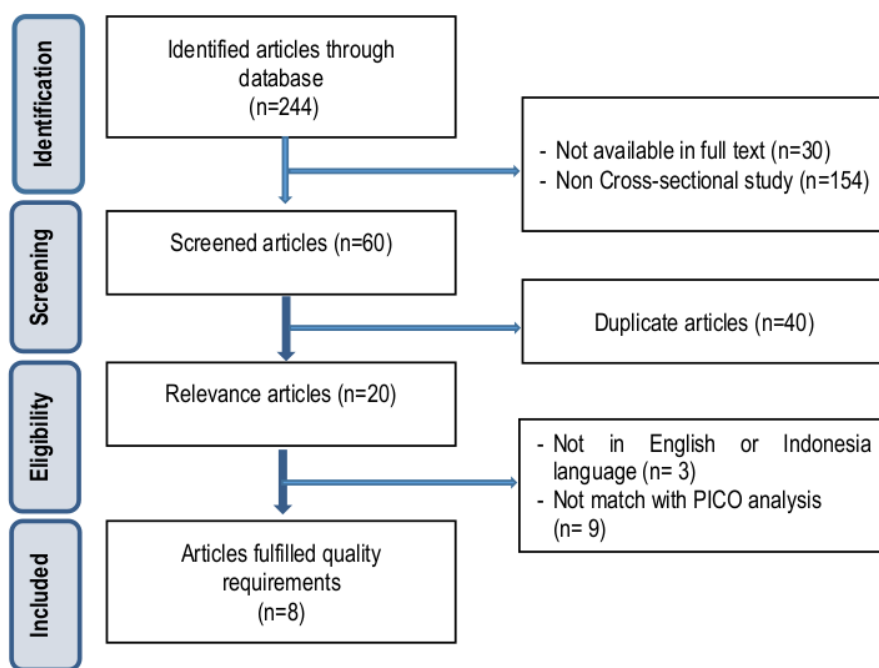 Identification
Identified articles through
database
(n=244)
- Not available in full text (n=30)
- Non Cross-sectional study (n=154)
Screening
Screened articles (n=60)
Duplicate articles (n=40)
Eligibility
Relevance articles (n=20)
- Not in English or Indonesia
language (n= 3)
- Not match with PICO analysis
(n= 9)
Included
Articles fulfilled quality
requirements
(n=8)